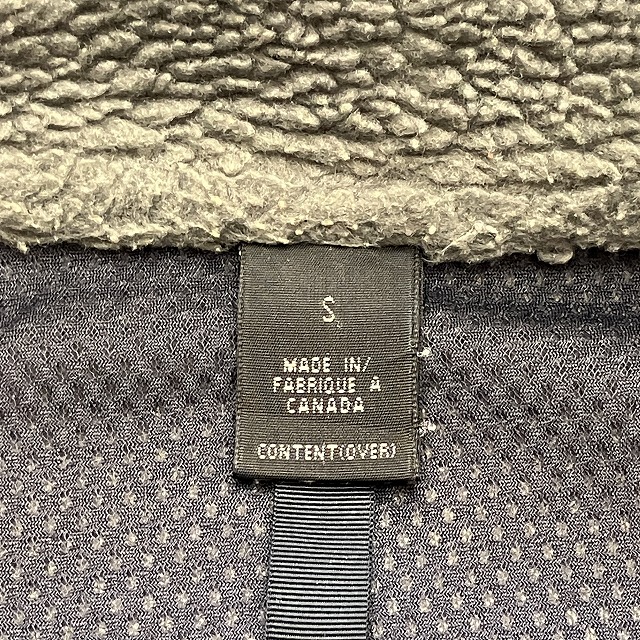 S
MADE IN/
FABRIQUE A
CANADA
CONTENT(OVER)